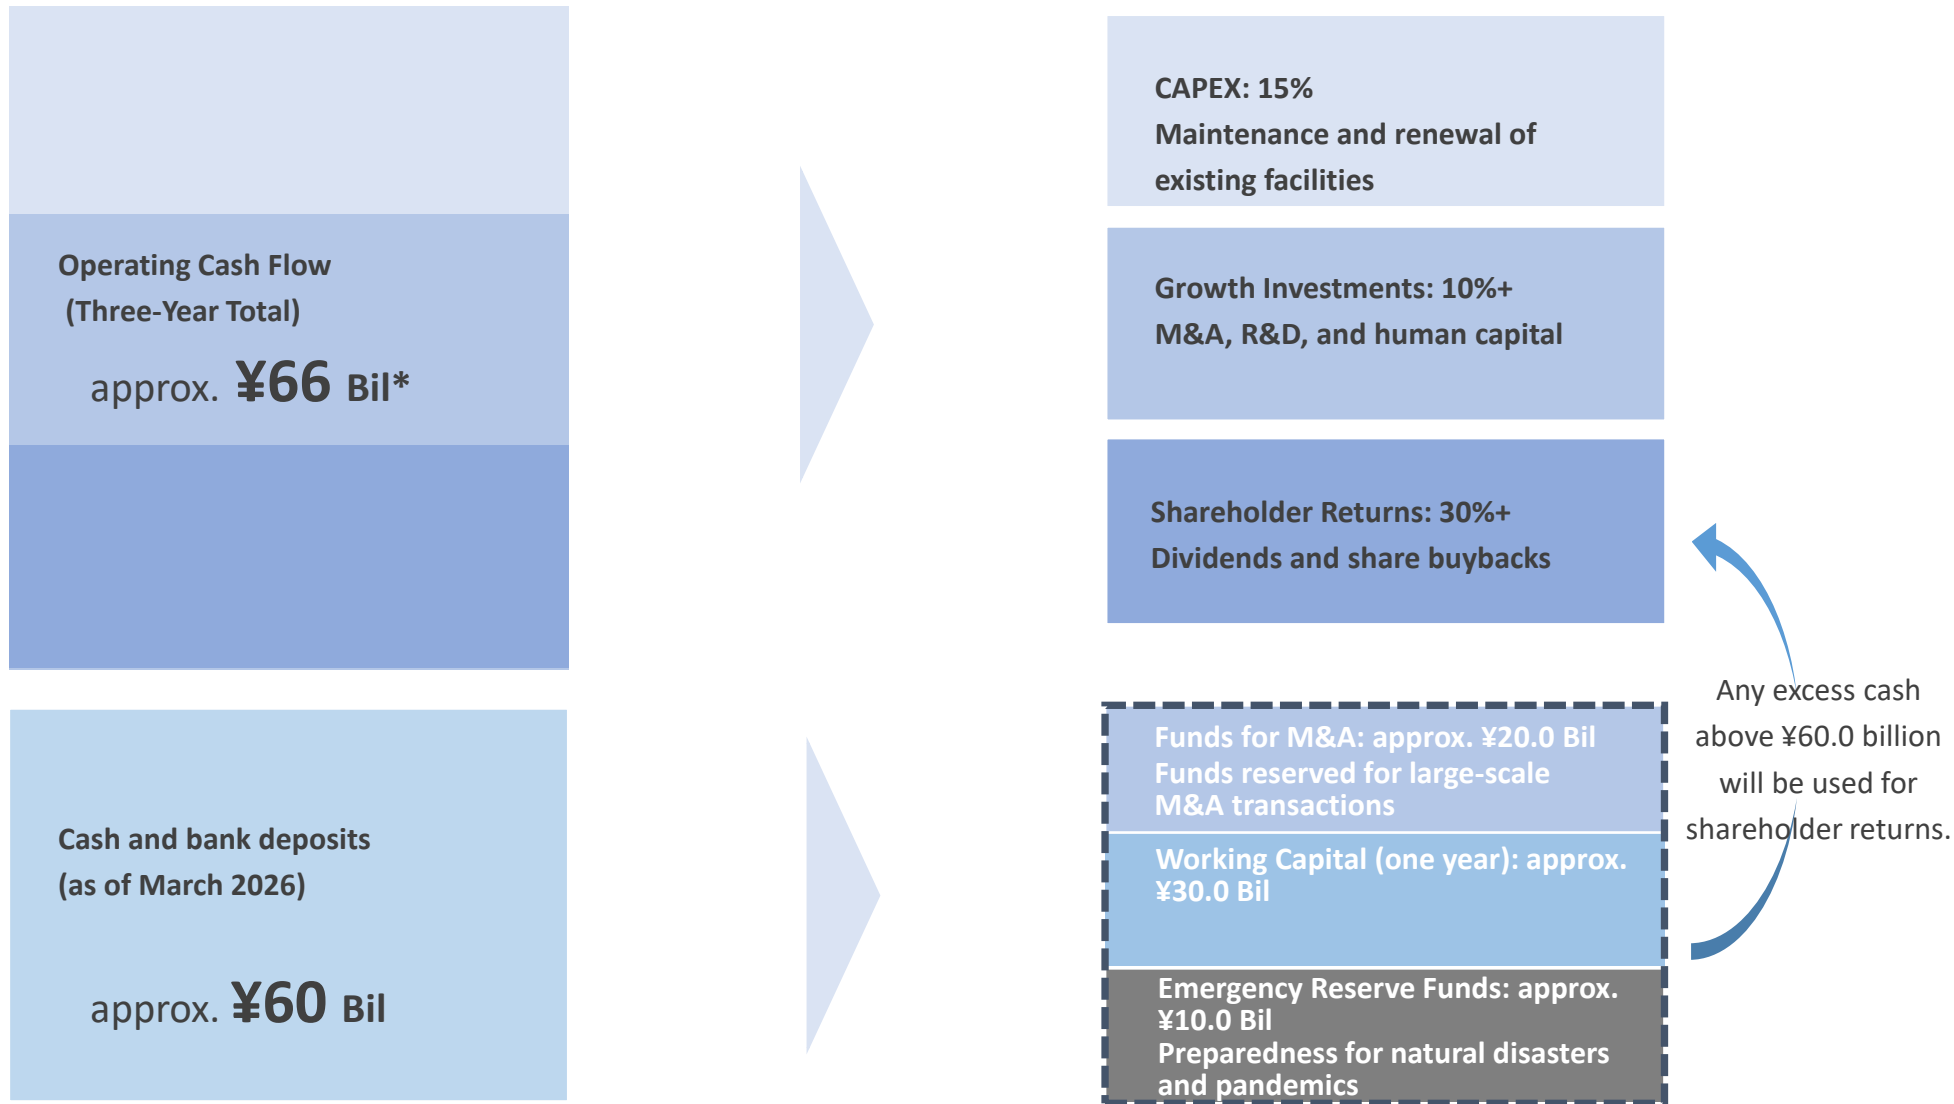 Operating Cash Flow
(Three-Year Total)
approx. ¥66 Bil*
Cash and bank deposits
(as of March 2026)
approx. ¥60 Bil
CAPEX: 15%
Maintenance and renewal of
existing facilities
Growth Investments: 10%+
M&A, R&D, and human capital
Shareholder Returns: 30%+
Dividends and share buybacks
Funds for M&A: approx. ¥20.0 Bil
Funds reserved for large-scale
M&A transactions
Working Capital (one year): approx.
¥30.0 Bil
Emergency Reserve Funds: approx.
¥10.0 Bil
Preparedness for natural disasters
and pandemics
Any excess cash
above ¥60.0 billion
will be used for
shareholder returns.